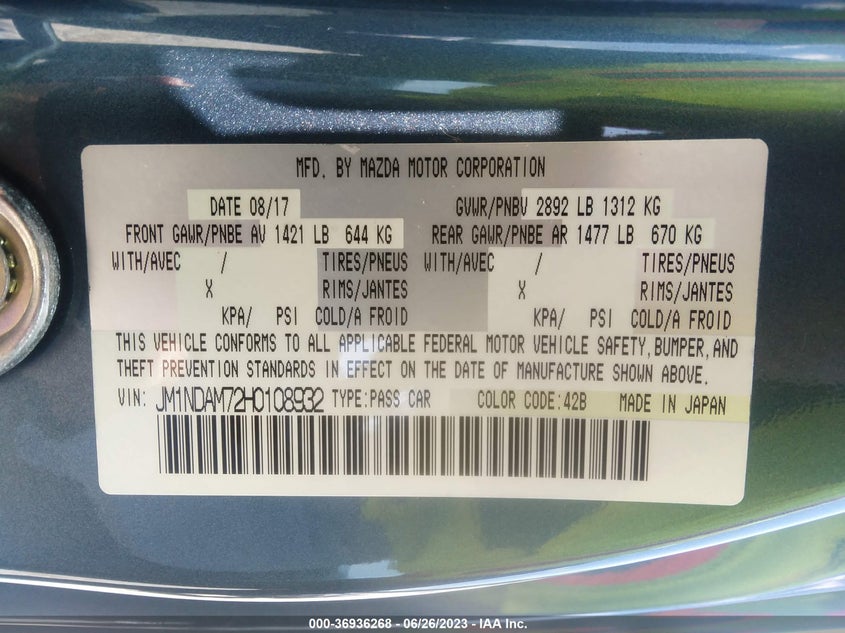 MFD. BY MAZDA MOTOR CORPORATION
DATE 08/17 GVWR/PNBV 2892 LB 1312 KG
FRONT GAWR/PNBE AV 1421 LB 644 KG REAR GAWR/PNBE AR 1477 LB 670 KG
WITH/AVEC / TIRES/PNEUS WITH/AVEC / TIRES/PNEUS
X RIMS/JANTES X RIMS/JANTES
KPA/ PSI COLD/A FROID KPA/ PSI COLD/A FROID
THIS VEHICLE CONFORMS TO ALL APPLICABLE FEDERAL MOTOR VEHICLE SAFETY, BUMPER, AND
THEFT PREVENTION STANDARDS IN EFFECT ON THE DATE OF MANUFACTURE SHOWN ABOVE.
VIN: JM1NDAM72H0108932 TYPE: PASS CAR COLOR CODE: 42B MADE IN JAPAN
000-36936268 - 06/26/2023 - IAA Inc.